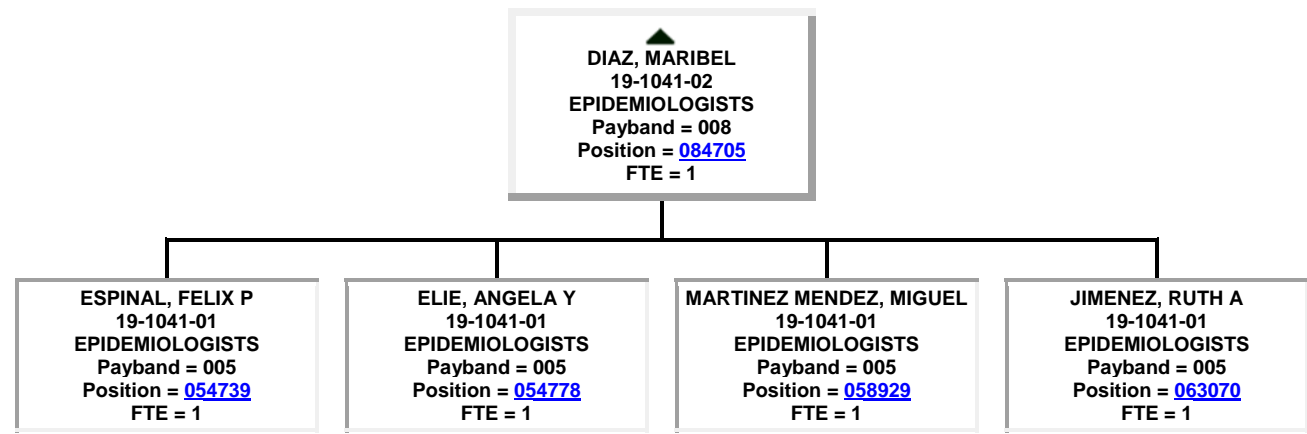 DIAZ, MARIBEL
19-1041-02
EPIDEMIOLOGISTS
Payband = 008
Position = 084705
FTE = 1
ESPINAL, FELIX P
19-1041-01
EPIDEMIOLOGISTS
Payband = 005
Position = 054739
FTE = 1
ELIE, ANGELA Y
19-1041-01
EPIDEMIOLOGISTS
Payband = 005
Position = 054778
FTE = 1
MARTINEZ MENDEZ, MIGUEL
19-1041-01
EPIDEMIOLOGISTS
Payband = 005
Position = 058929
FTE = 1
JIMENEZ, RUTH A
19-1041-01
EPIDEMIOLOGISTS
Payband = 005
Position = 063070
FTE = 1